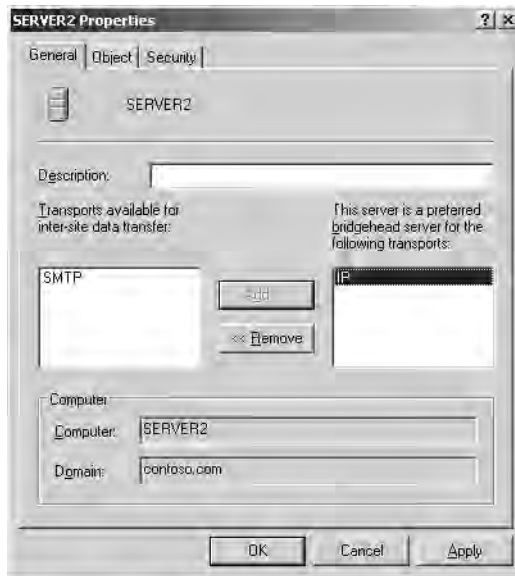 SERVER2 Properties
General Object Security
SERVER2
Description:
Transports available for
inter-site data transfer:
This server is a preferred
bridgehead server for the
following transports:
SMTP
IP
Add
<< Remove
Computer
Computer: SERVER2
Domain: contoso.com
OK Cancel Apply